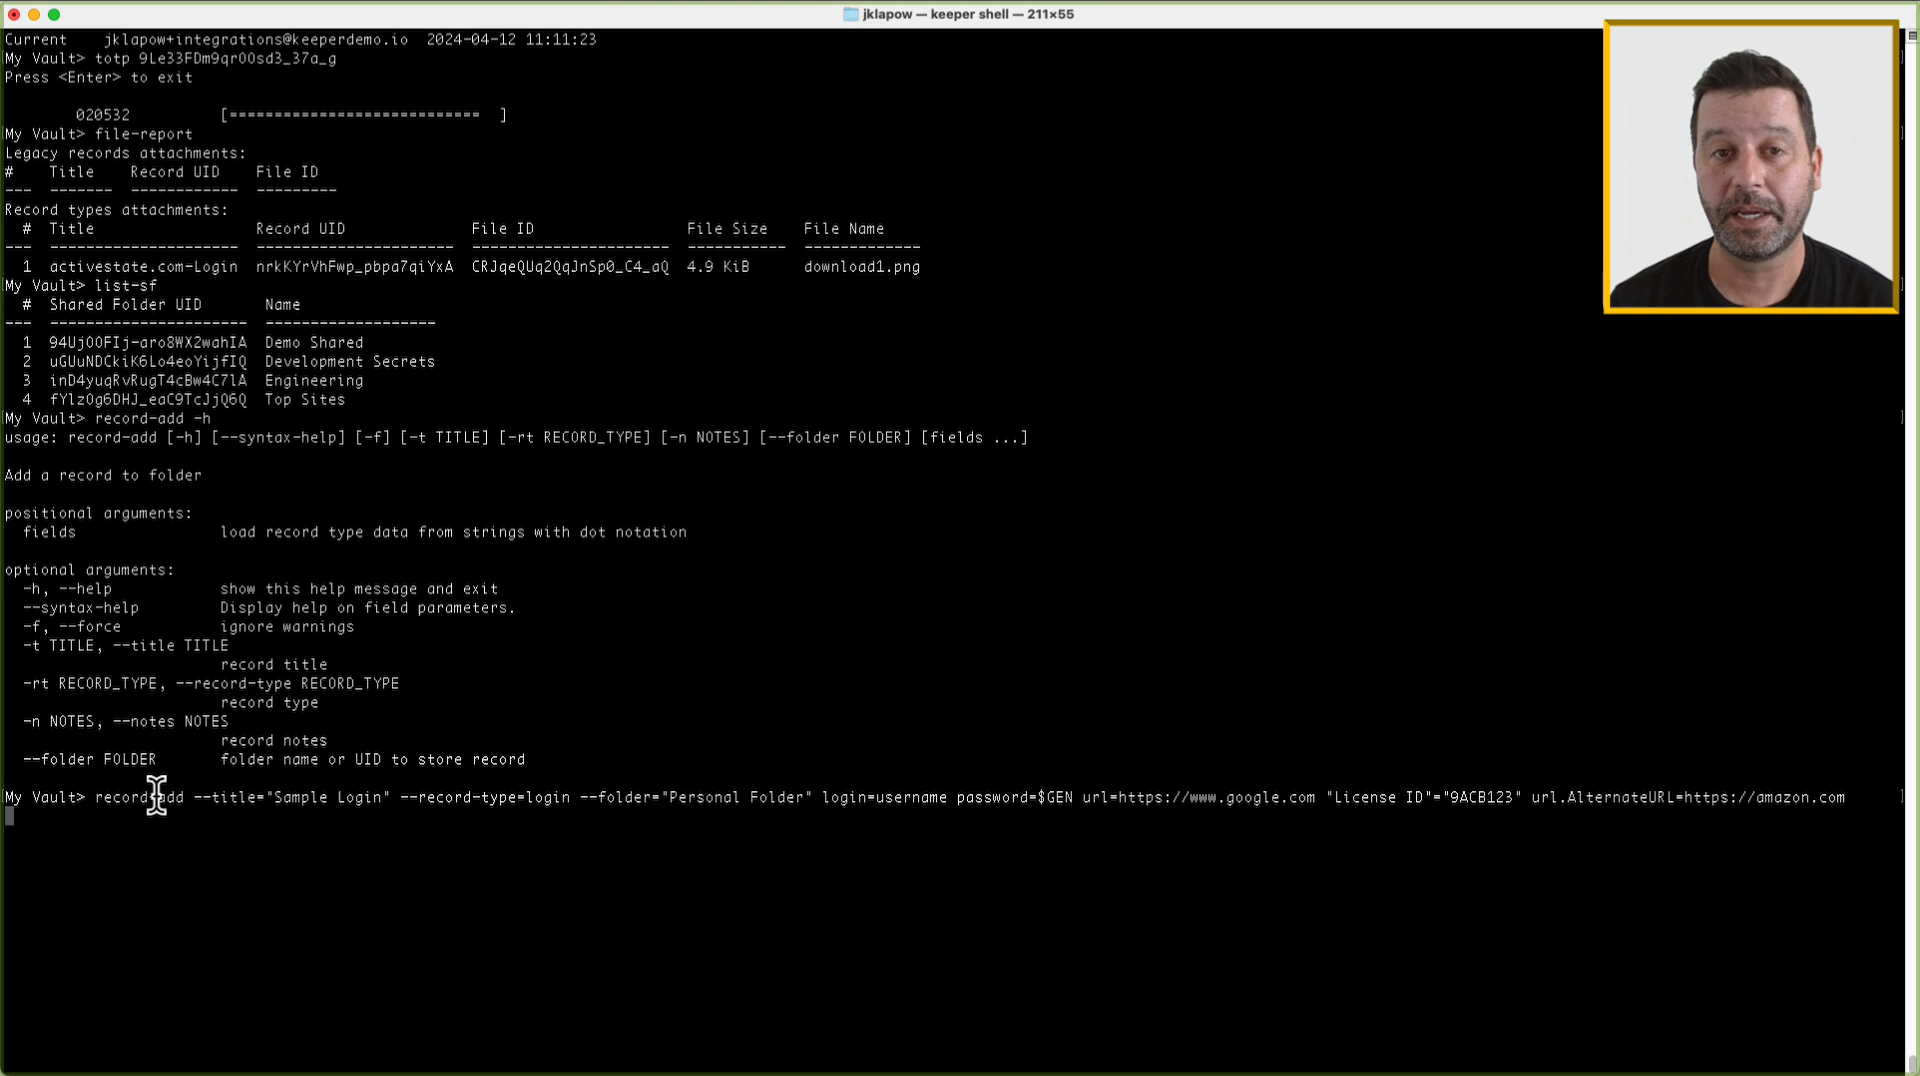 jklapow — keeper shell — 211×55
Current    jklapow+integrations@keeperdemo.io  2024-04-12 11:11:23
My Vault> totp 9Le33FDm9qrOOsd3_37a_g
Press <Enter> to exit
020532          [============================  ]
My Vault> file-report
Legacy records attachments:
#    Title    Record UID    File ID
---  -------  ------------  ---------
Record types attachments:
  #  Title                  Record UID              File ID                 File Size    File Name
---  ---------------------  ----------------------  ----------------------  -----------  -------------
  1  activestate.com-Login  nrkKYrVhFwp_pbpa7qiYxA  CRJqeQUq2QqJnSp0_C4_aQ  4.9 KiB      download1.png
My Vault> list-sf
  #  Shared Folder UID       Name
---  ----------------------  -------------------
  1  94UjOOFIj-aro8WX2wahIA  Demo Shared
  2  uGUuNDCkiK6Lo4eoYijfIQ  Development Secrets
  3  inD4yuqRvRugT4cBw4C7lA  Engineering
  4  fYlzOg6DHJ_eaC9TcJjQ6Q  Top Sites
My Vault> record-add -h
usage: record-add [-h] [--syntax-help] [-f] [-t TITLE] [-rt RECORD_TYPE] [-n NOTES] [--folder FOLDER] [fields ...]
Add a record to folder
positional arguments:
  fields                load record type data from strings with dot notation
optional arguments:
  -h, --help            show this help message and exit
  --syntax-help         Display help on field parameters.
  -f, --force           ignore warnings
  -t TITLE, --title TITLE
                        record title
  -rt RECORD_TYPE, --record-type RECORD_TYPE
                        record type
  -n NOTES, --notes NOTES
                        record notes
  --folder FOLDER       folder name or UID to store record
My Vault> record-add --title="Sample Login" --record-type=login --folder="Personal Folder" login=username password=$GEN url=https://www.google.com "License ID"="9ACB123" url.AlternateURL=https://amazon.com